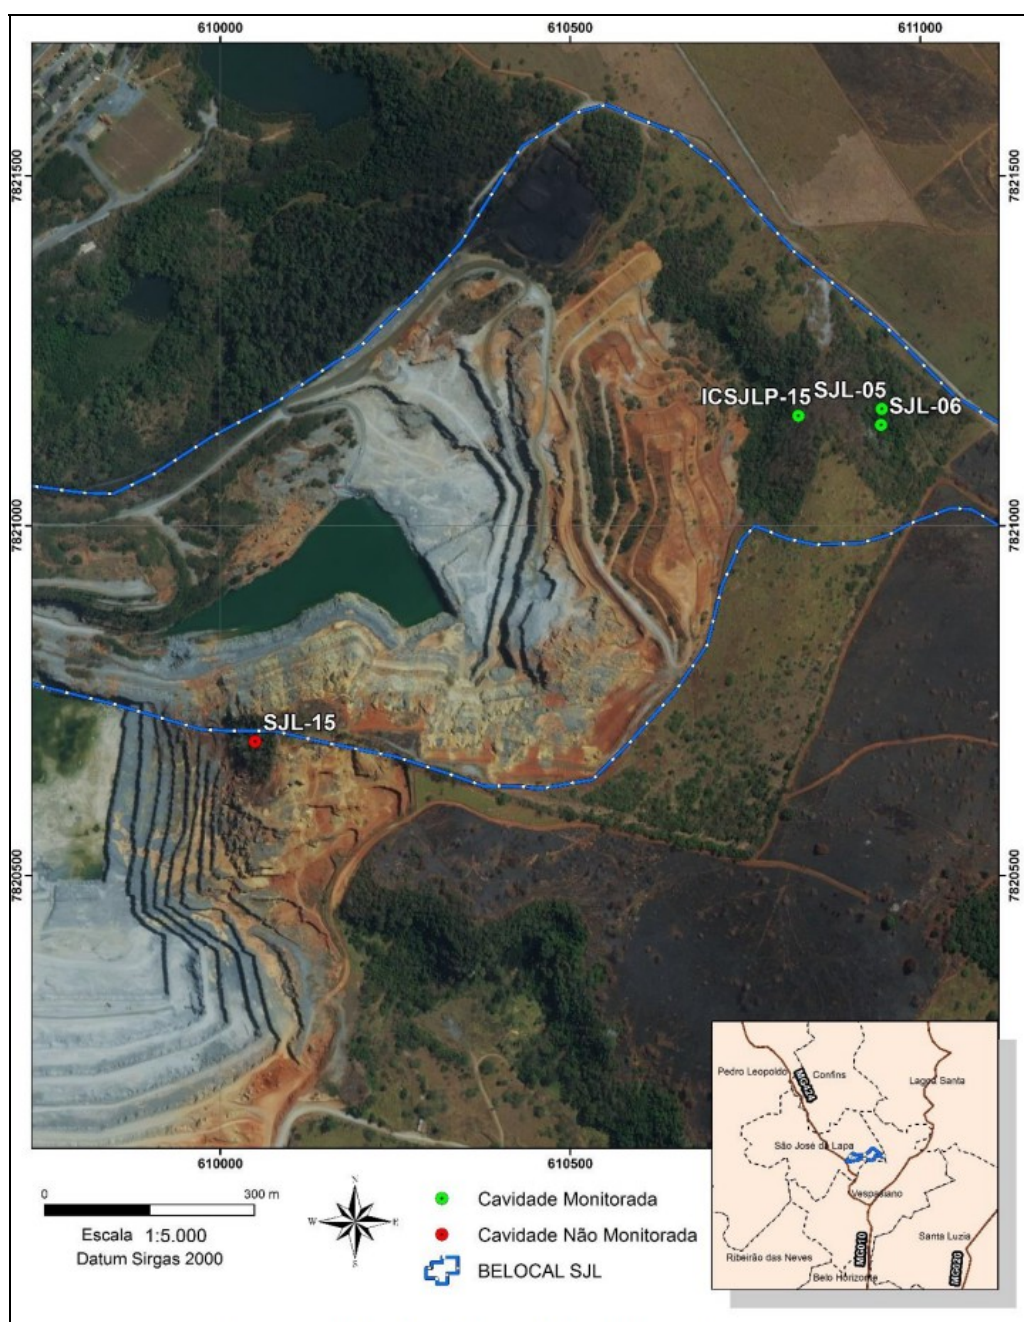 610000
610500
611000
7821500
7821500
ICSJLP-15
SJL-05
SJL-06
7821000
7821000
SJL-15
7820500
7820500
610000
610500
0
300 m
Escala 1:5.000
Datum Sirgas 2000
N
W
E
S
Cavidade Monitorada
Cavidade Não Monitorada
BELOCAL SJL
Pedro Leopoldo
Confins
MG424
Lagoa Santa
São José da Lapa
Vespasiano
Santa Luzia
Ribeirão das Neves
MG010
MG020
Belo Horizonte